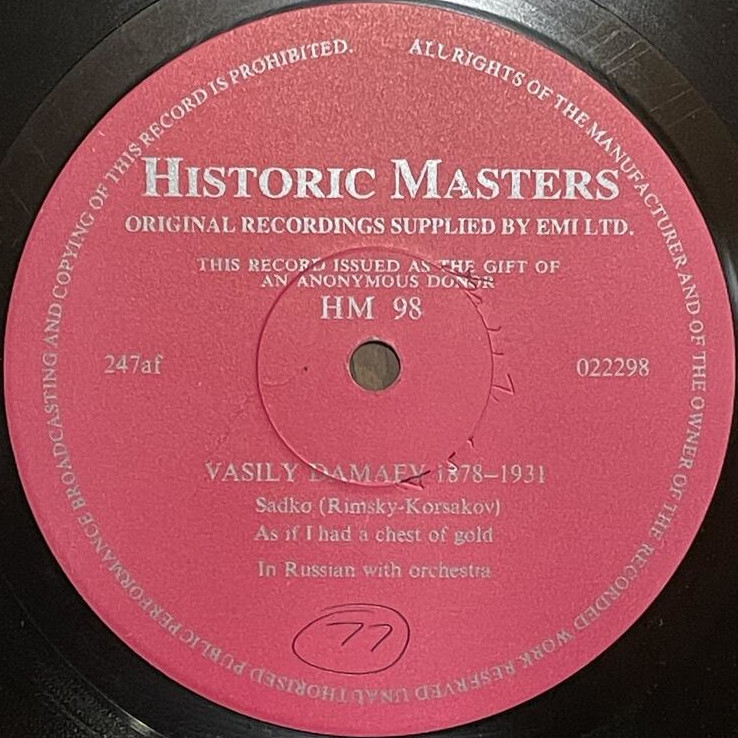 ALL RIGHTS OF THE MANUFACTURER AND OF THE OWNER OF THE RECORDED WORK RESERVED UNAUTHORISED PUBLIC PERFORMANCE BROADCASTING AND COPYING OF THIS RECORD IS PROHIBITED.
HISTORIC MASTERS
ORIGINAL RECORDINGS SUPPLIED BY EMI LTD.
THIS RECORD ISSUED AS THE GIFT OF
AN ANONYMOUS DONOR
HM 98
247af 022298
VASILY DAMAEV 1878–1931
Sadko (Rimsky-Korsakov)
As if I had a chest of gold
In Russian with orchestra
77